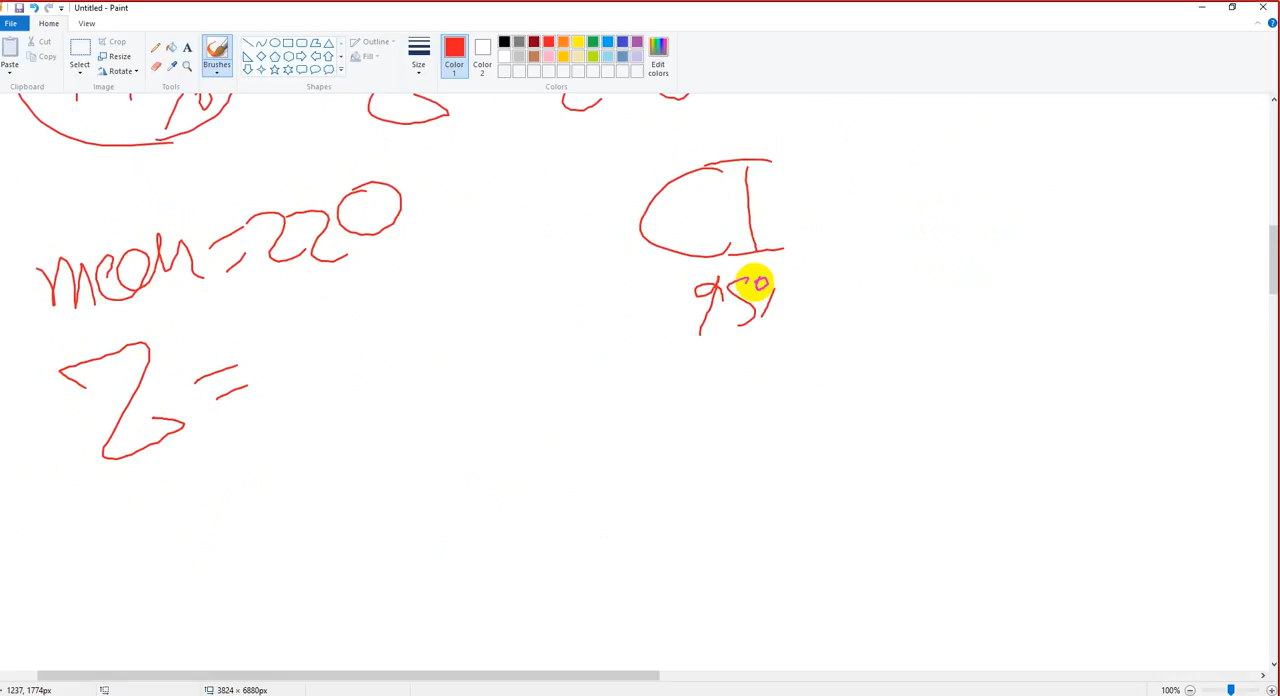 Untitled - Paint
File Home View
Paste
Cut
Copy
Clipboard
Select
Crop
Resize
Rotate
Image
Tools
Brushes
Shapes
Outline
Fill
Size
Color 1
Color 2
Edit colors
Colors
CI
mean=22
95%
Z =
1237, 1774px
3824 × 6880px
100%